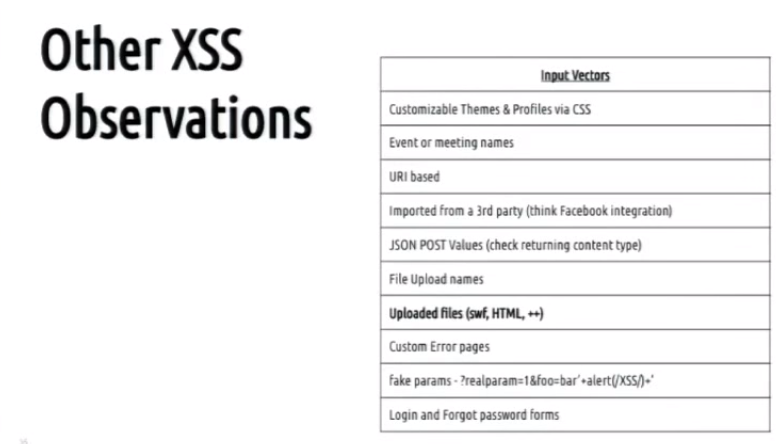 Other XSS
Observations
Input Vectors
Customizable Themes & Profiles via CSS
Event or meeting names
URI based
Imported from a 3rd party (think Facebook integration)
JSON POST Values (check returning content type)
File Upload names
Uploaded files (swf, HTML, ++)
Custom Error pages
fake params - ?realparam=1&foo=bar'+alert(/XSS/)+'
Login and Forgot password forms